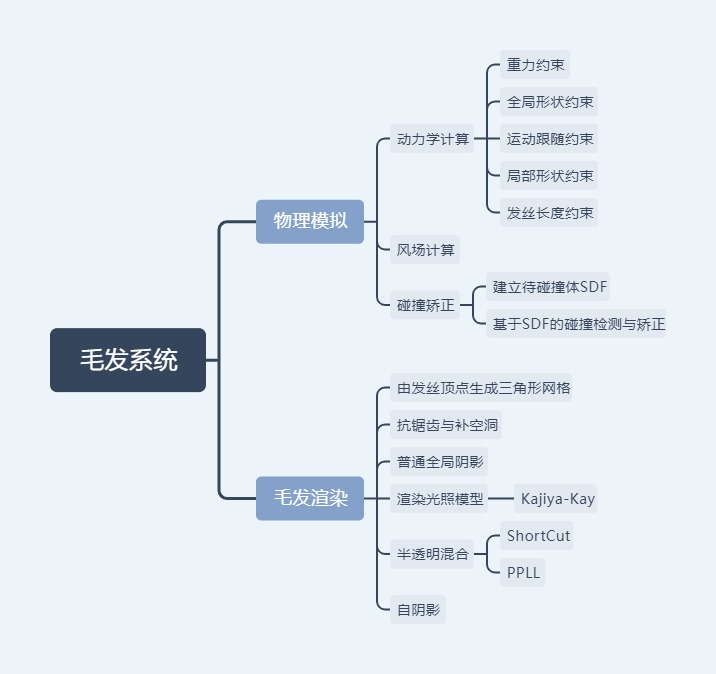 毛发系统
物理模拟
动力学计算
重力约束
全局形状约束
运动跟随约束
局部形状约束
发丝长度约束
风场计算
碰撞矫正
建立待碰撞体SDF
基于SDF的碰撞检测与矫正
毛发渲染
由发丝顶点生成三角形网格
抗锯齿与补空洞
普通全局阴影
渲染光照模型
Kajiya-Kay
半透明混合
ShortCut
PPLL
自阴影